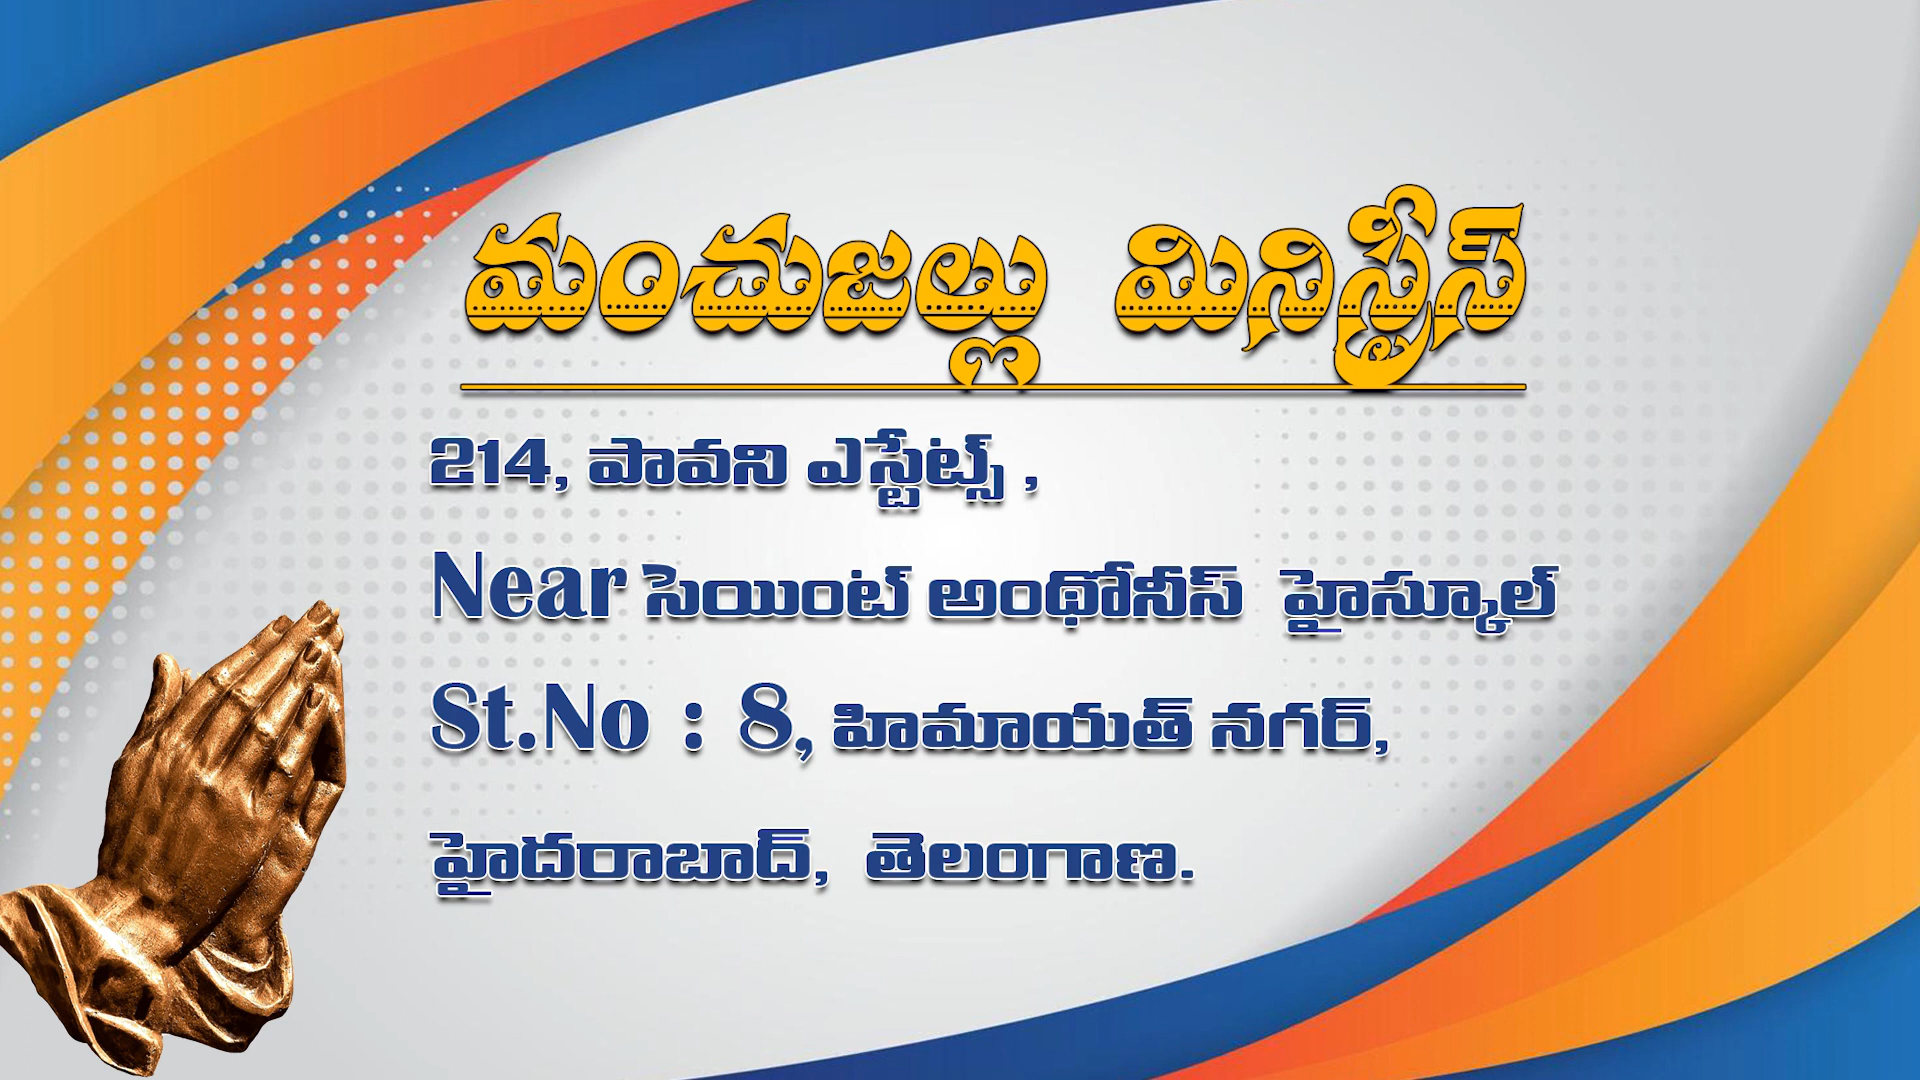 మంచుజల్లు మినిస్ట్రీస్
214, పావని ఎస్టేట్స్ ,
Near సెయింట్ అంథోనీస్ హైస్కూల్
St.No : 8, హిమాయత్ నగర్,
హైదరాబాద్, తెలంగాణ.